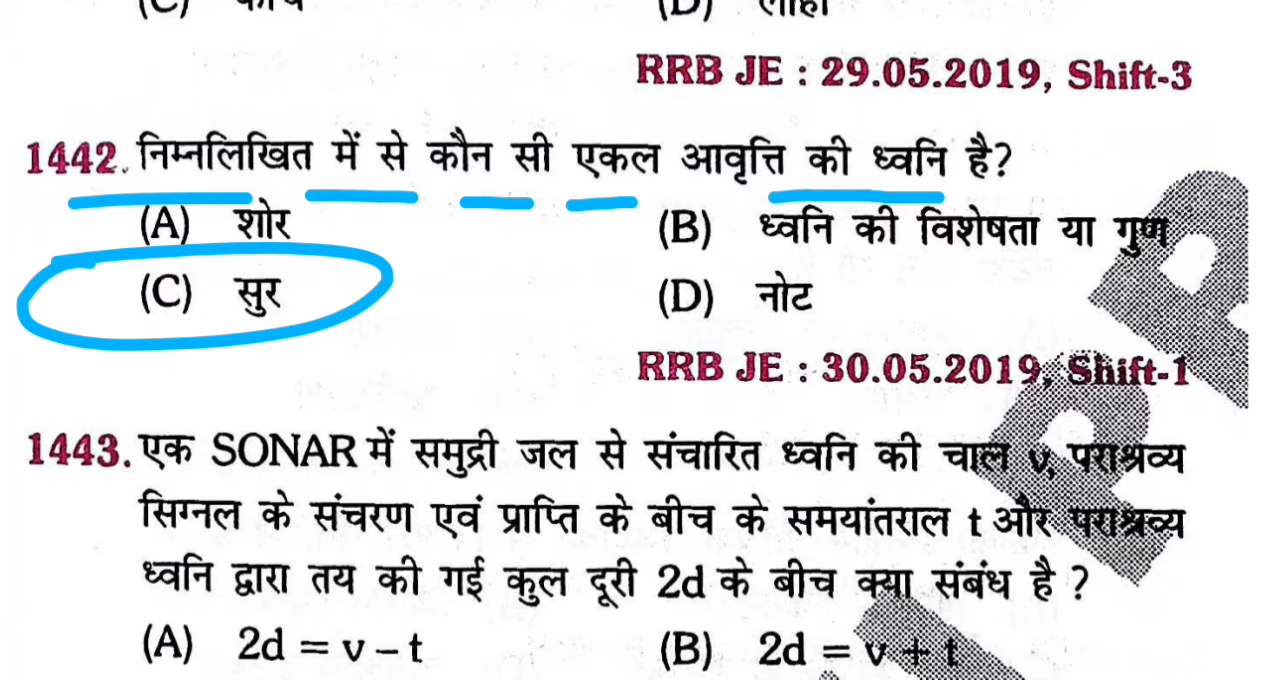 RRB JE : 29.05.2019, Shift-3
1442. निम्नलिखित में से कौन सी एकल आवृत्ति की ध्वनि है?
(A) शोर (B) ध्वनि की विशेषता या गुण
(C) सुर (D) नोट
RRB JE : 30.05.2019, Shift-1
1443. एक SONAR में समुद्री जल से संचारित ध्वनि की चाल v, पराश्रव्य
सिग्नल के संचरण एवं प्राप्ति के बीच के समयांतराल t और पराश्रव्य
ध्वनि द्वारा तय की गई कुल दूरी 2d के बीच क्या संबंध है ?
(A) 2d = v – t (B) 2d = v + t